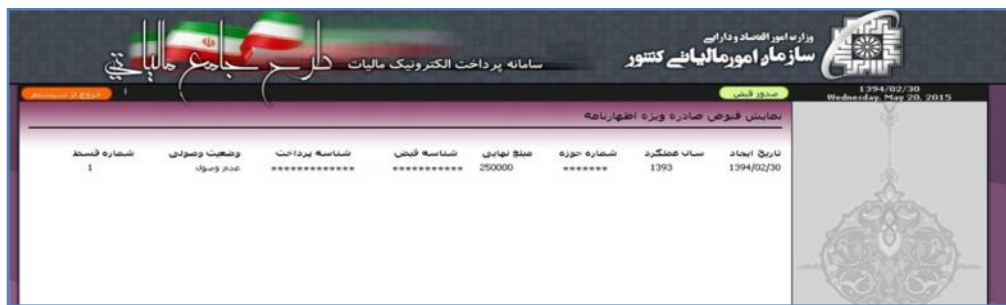 وزارت امور اقتصاد و دارایی
سازمان امور مالیاتی کشور
سامانه پرداخت الکترونیک مالیات
طرح جامع مالیاتی
1394/02/30
Wednesday, May 20, 2015
صدور قبض
خروج از سیستم
نمایش قبوض صادره ویژه اظهارنامه
تاریخ ایجاد سال عملکرد شماره حوزه مبلغ نهایی شناسه قبض شناسه پرداخت وضعیت وصولی شماره قسط
1394/02/30 1393 ******* 250000 *********** ************* عدم وصول 1